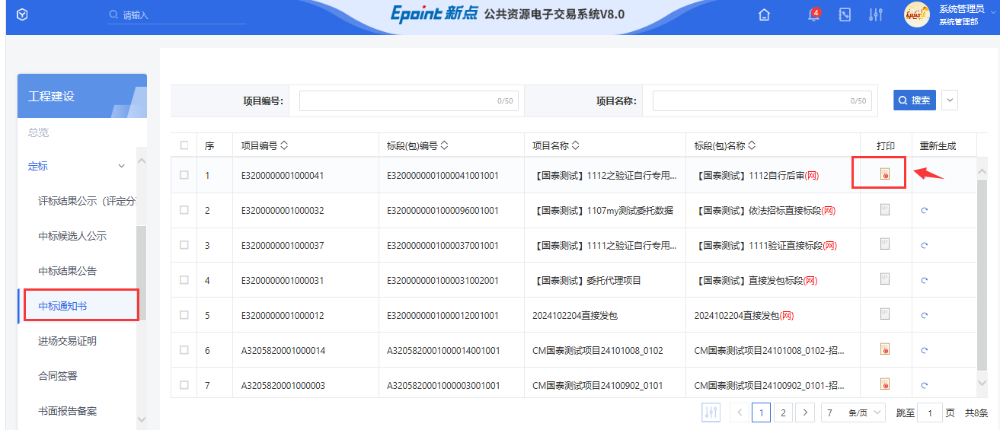 请输入
Epoint 新点 公共资源电子交易系统V8.0
4
Epoint
系统管理员
系统管理部
工程建设
总览
定标
评标结果公示（评定分
中标候选人公示
中标结果公告
中标通知书
进场交易证明
合同签署
书面报告备案
项目编号： 0/50 项目名称： 0/50 搜索
序 项目编号 标段(包)编号 项目名称 标段(包)名称 打印 重新生成
1 E3200000001000041 E3200000001000041001001 【国泰测试】1112之验证自行专用... 【国泰测试】1112自行后审(网)
2 E3200000001000032 E3200000001000096001001 【国泰测试】1107my测试委托数据 【国泰测试】依法招标直接标段(网)
3 E3200000001000037 E3200000001000037001001 【国泰测试】1111之验证自行专用... 【国泰测试】1111验证直接标段(网)
4 E3200000001000031 E3200000001000031002001 【国泰测试】委托代理项目 【国泰测试】直接发包标段(网)
5 E3200000001000012 E3200000001000012001001 2024102204直接发包 2024102204直接发包(网)
6 A3205820001000014 A3205820001000014001001 CM国泰测试项目24101008_0102 CM国泰测试项目24101008_0102-招...
7 A3205820001000003 A3205820001000003001001 CM国泰测试项目24100902_0101 CM国泰测试项目24100902_0101-招...
1 2 7 条/页 跳至 1 页 共8条